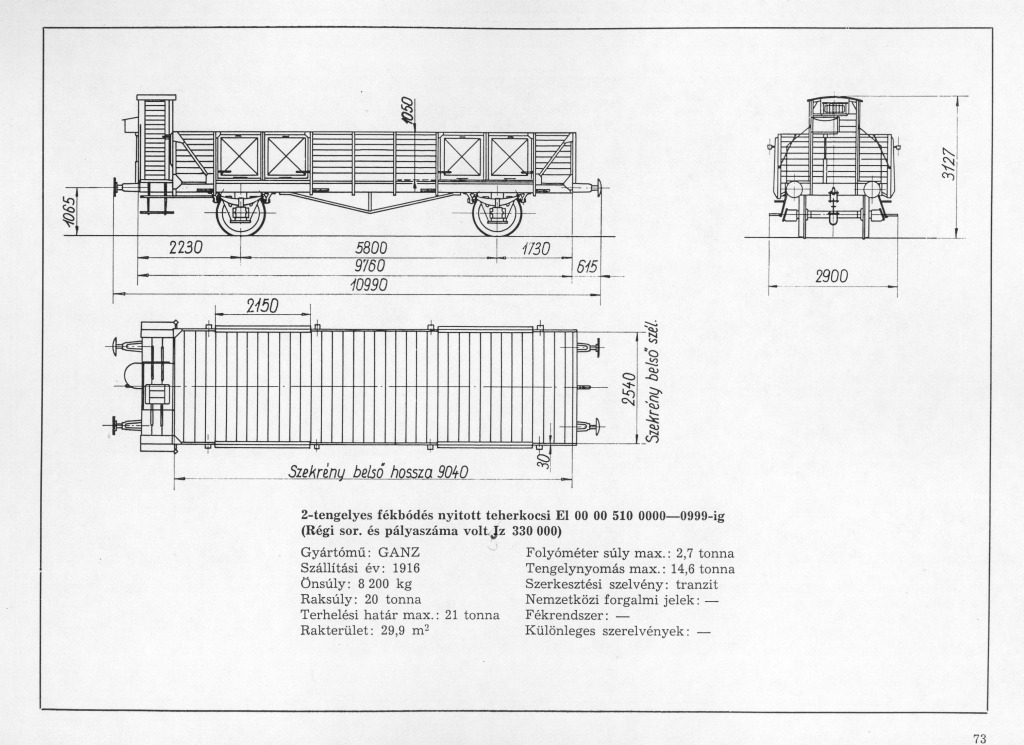 1050
1065
2230
5800
1730
9760
615
10990
3127
2900
2150
2540
Szekrény belső szél.
30
Szekrény belső hossza 9040
2-tengelyes fékbódés nyitott teherkocsi El 00 00 510 0000—0999-ig
(Régi sor. és pályaszáma volt Jz 330 000)
Gyártómű: GANZ
Szállítási év: 1916
Önsúly: 8 200 kg
Raksúly: 20 tonna
Terhelési határ max.: 21 tonna
Rakterület: 29,9 m²
Folyóméter súly max.: 2,7 tonna
Tengelynyomás max.: 14,6 tonna
Szerkesztési szelvény: tranzit
Nemzetközi forgalmi jelek: —
Fékrendszer: —
Különleges szerelvények: —
73